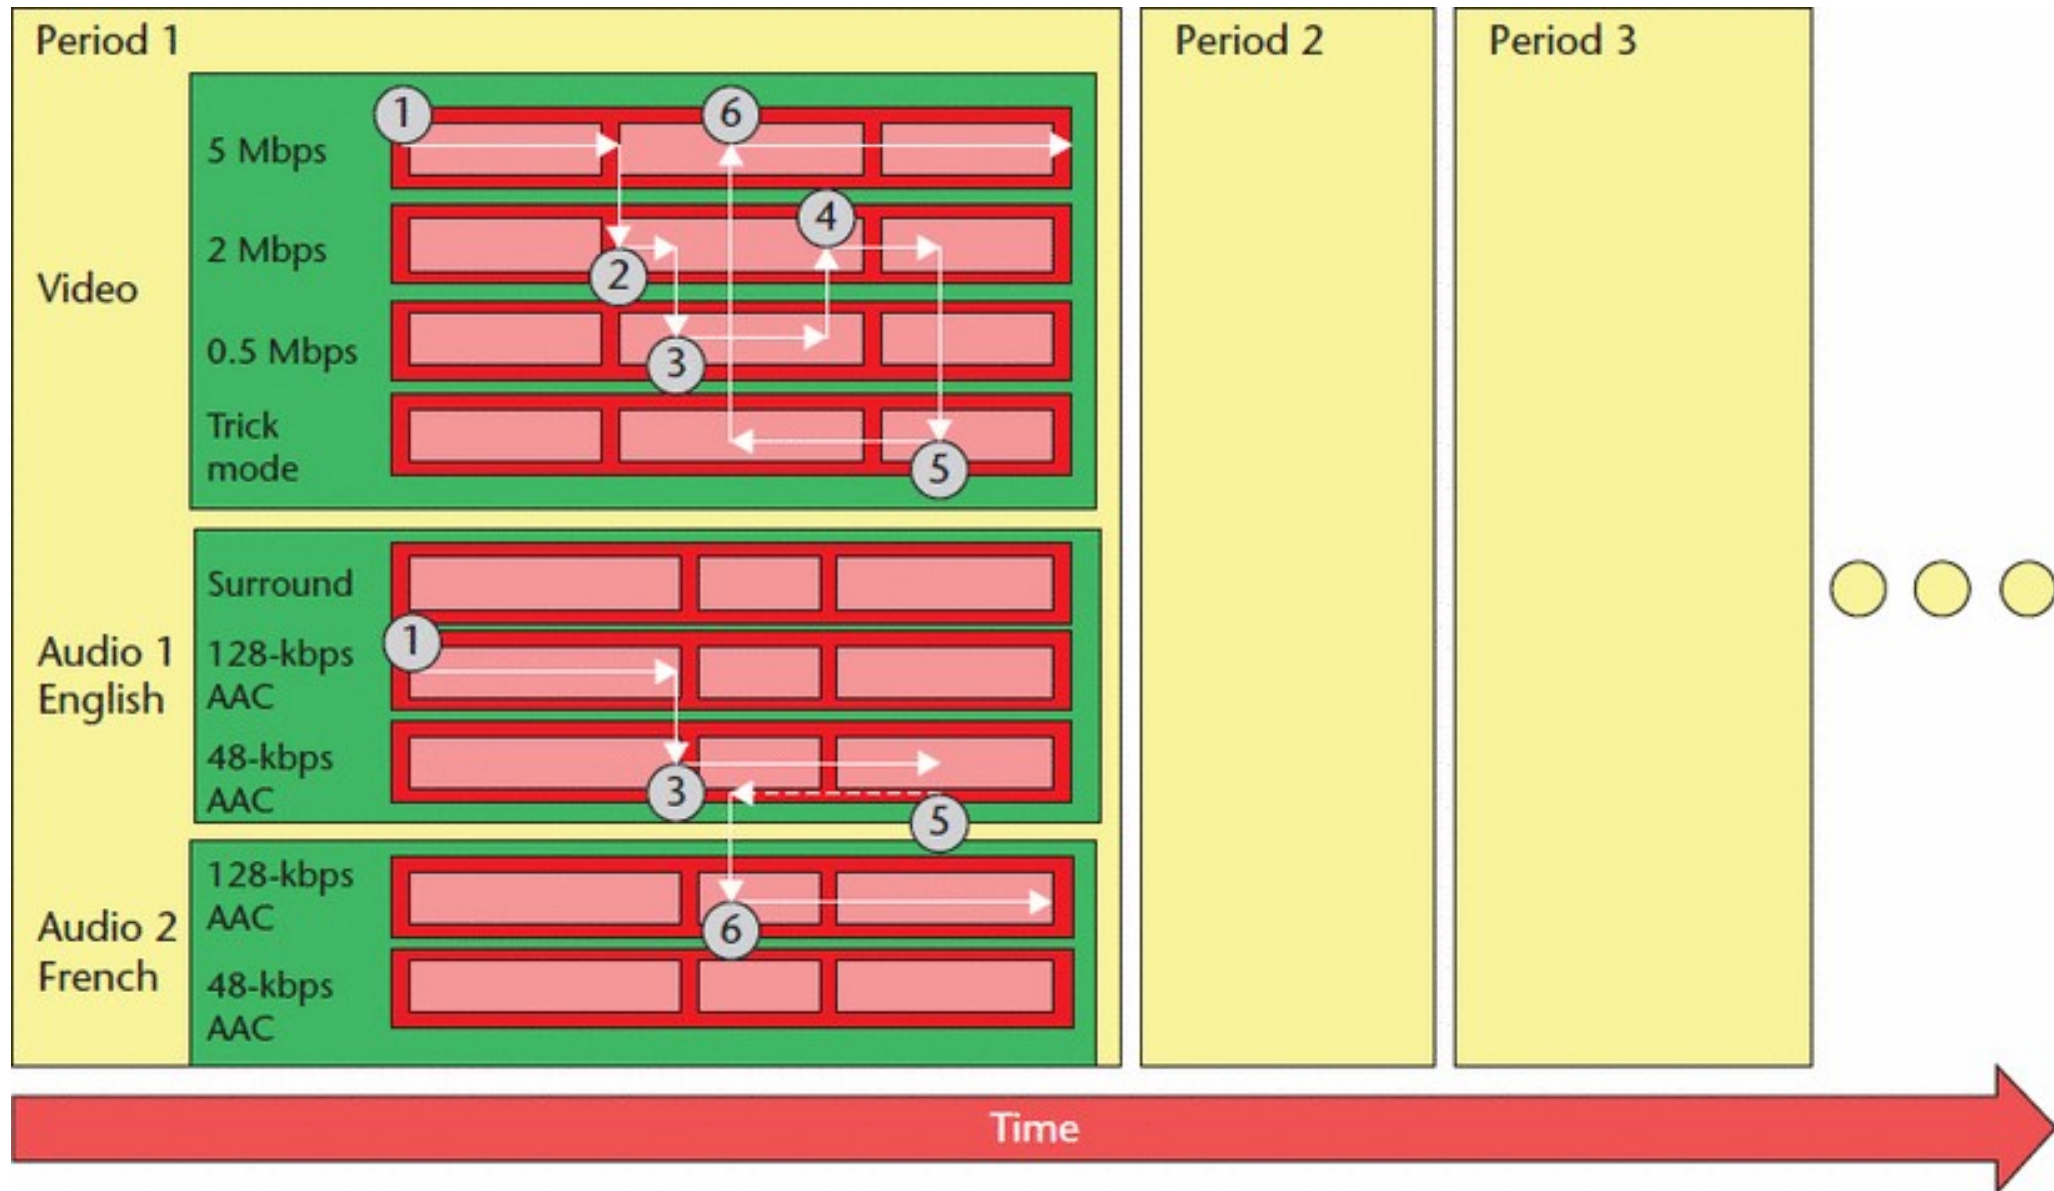 Period 1
Period 2
Period 3
Video
5 Mbps
2 Mbps
0.5 Mbps
Trick
mode
1
6
4
2
3
5
Audio 1
English
Surround
128-kbps
AAC
48-kbps
AAC
1
3
5
Audio 2
French
128-kbps
AAC
48-kbps
AAC
6
Time